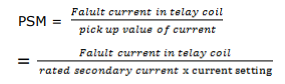 PSM = Falult current in telay coil
pick up value of current
= Falult current in telay coil
rated secondary current x current setting